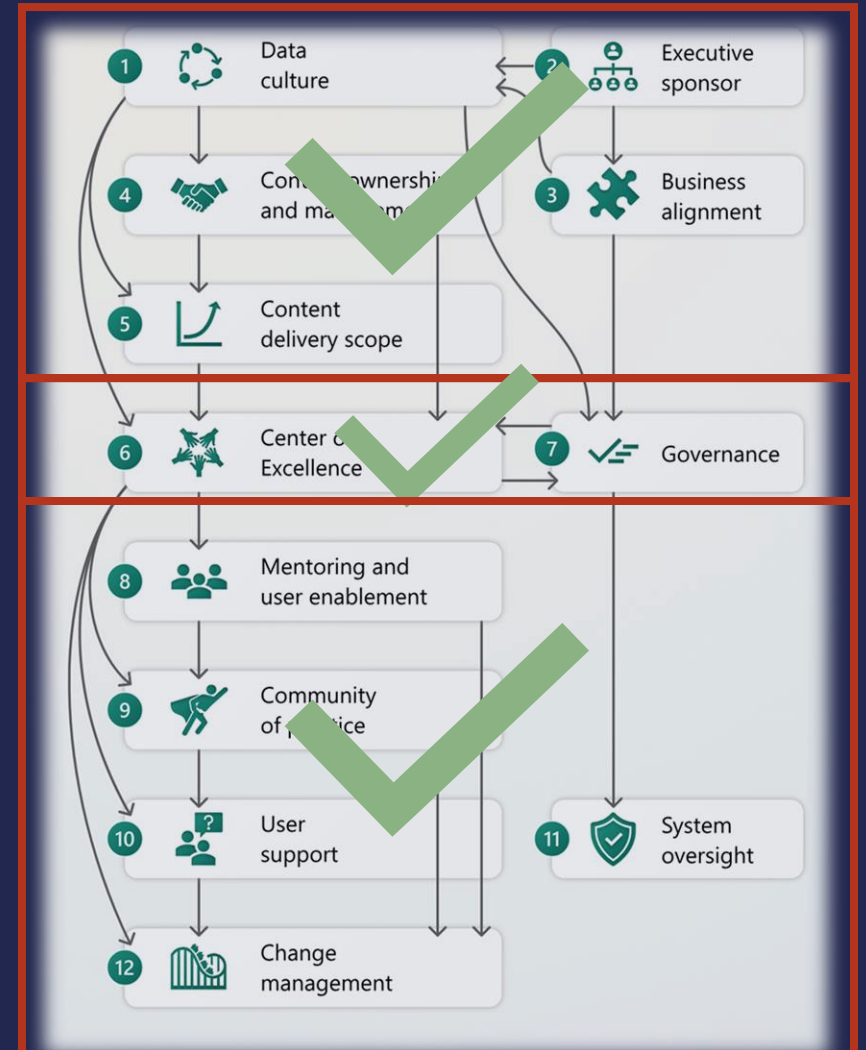 1
Data
culture
2
Executive
sponsor
4
and
3
Business
alignment
5
Content
delivery scope
6
Center
Excellence
7
Governance
8
Mentoring and
user enablement
9
Community
of
10
?
User
support
11
System
oversight
12
Change
management